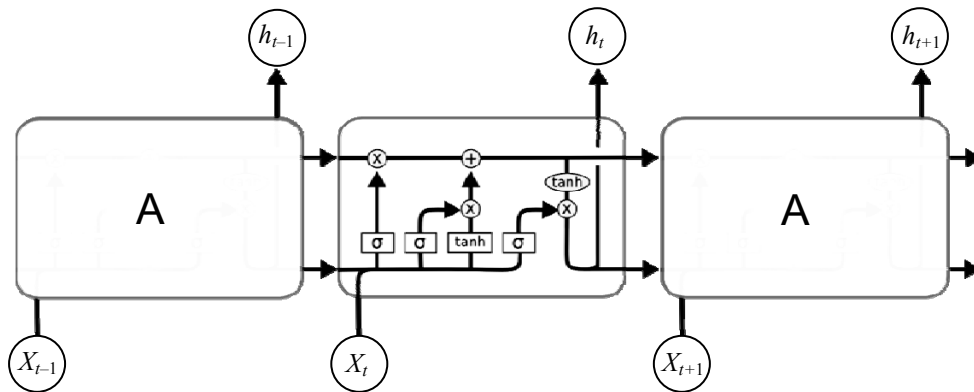 h_{t–1} h_t h_{t+1}
x +
tanh
A x x A
σ σ tanh σ
X_{t–1} X_t X_{t+1}